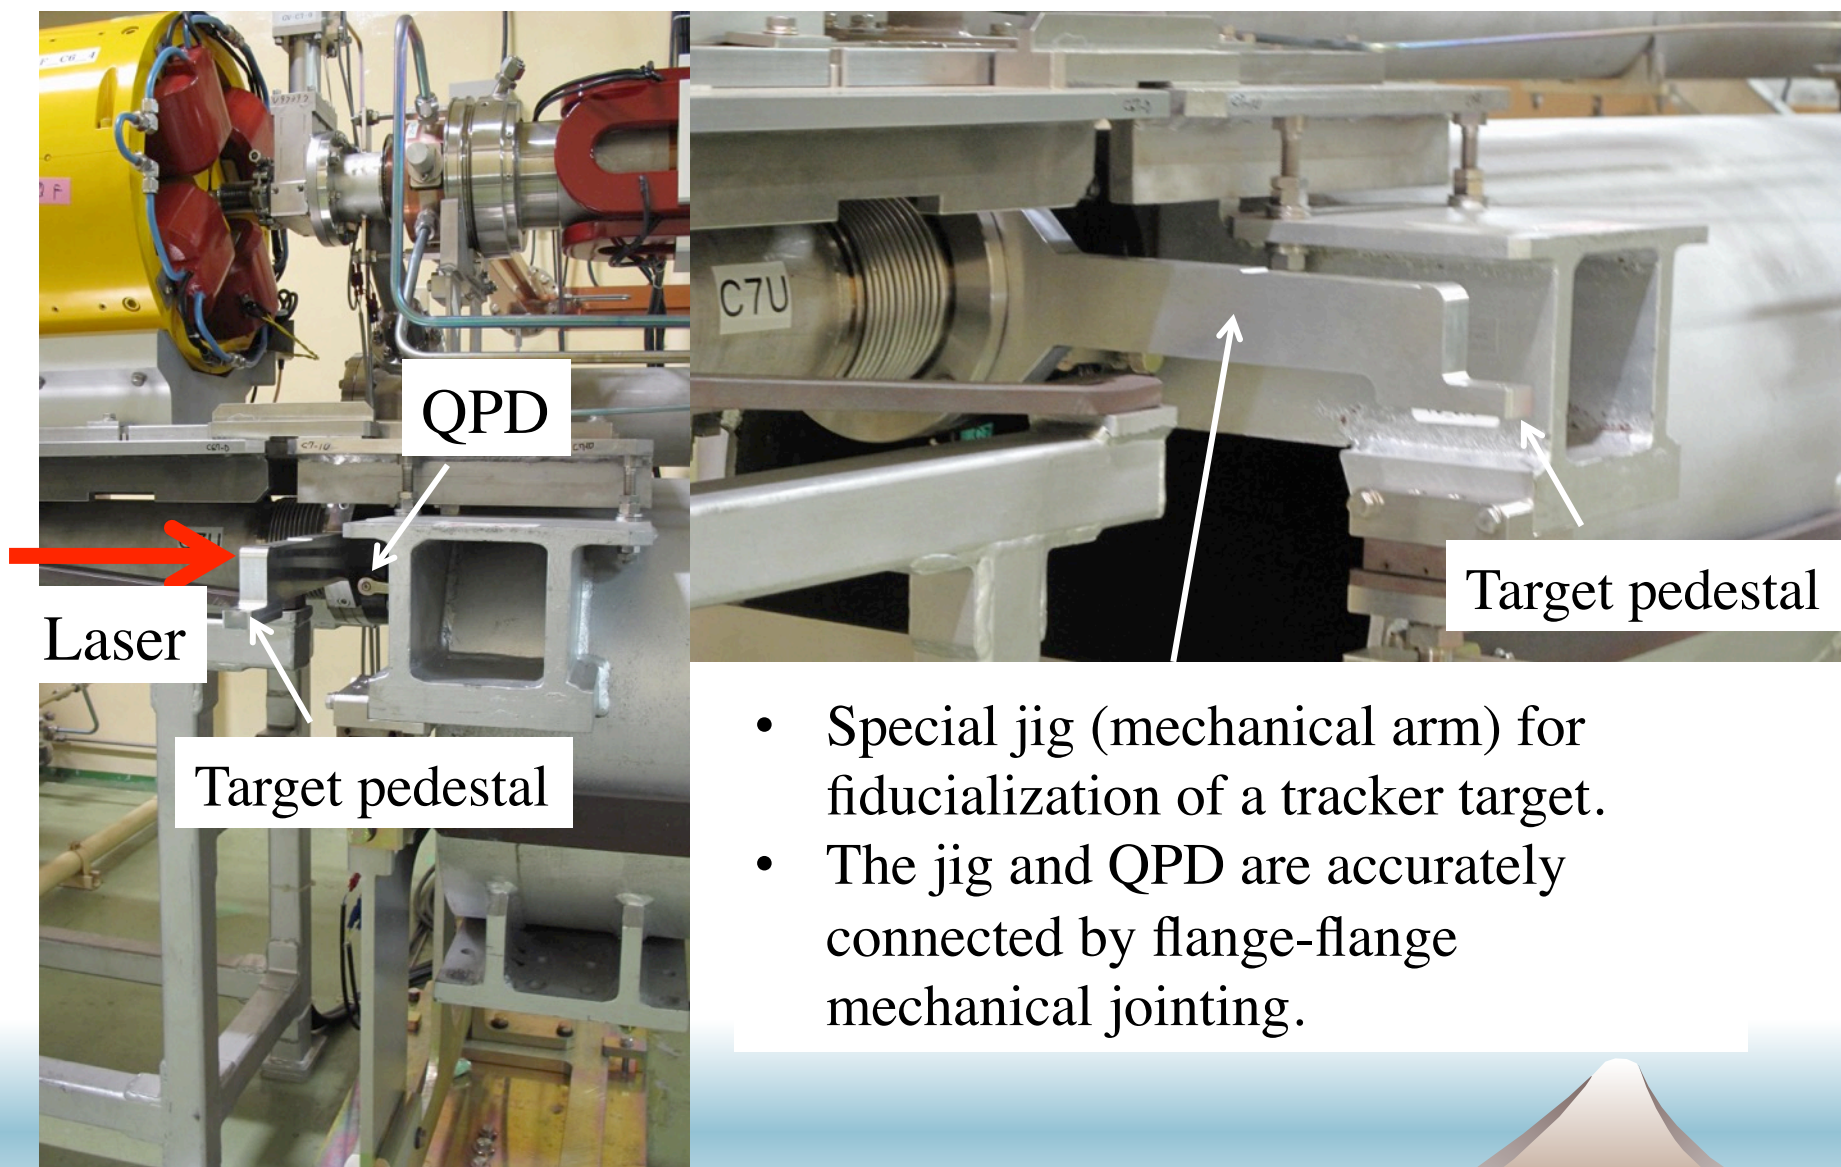 C7U
QPD
Laser
Target pedestal
Target pedestal
• Special jig (mechanical arm) for
fiducialization of a tracker target.
• The jig and QPD are accurately
connected by flange-flange
mechanical jointing.